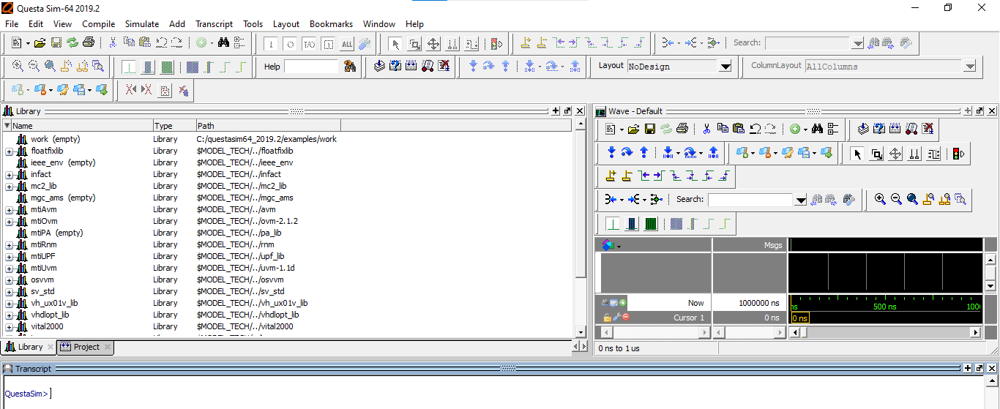 Questa Sim-64 2019.2
File Edit View Compile Simulate Add Transcript Tools Layout Bookmarks Window Help
Search:
Help Layout NoDesign ColumnLayout AllColumns
Library
Name Type Path
work (empty) Library C:/questasim64_2019.2/examples/work
floatfixlib Library $MODEL_TECH/../floatfixlib
ieee_env (empty) Library $MODEL_TECH/../ieee_env
infact Library $MODEL_TECH/../infact
mc2_lib Library $MODEL_TECH/../mc2_lib
mgc_ams (empty) Library $MODEL_TECH/../mgc_ams
mtiAvm Library $MODEL_TECH/../avm
mtiOvm Library $MODEL_TECH/../ovm-2.1.2
mtiPA (empty) Library $MODEL_TECH/../pa_lib
mtiRnm Library $MODEL_TECH/../rnm
mtiUPF Library $MODEL_TECH/../upf_lib
mtiUvm Library $MODEL_TECH/../uvm-1.1d
osvvm Library $MODEL_TECH/../osvvm
sv_std Library $MODEL_TECH/../sv_std
vh_ux01v_lib Library $MODEL_TECH/../vh_ux01v_lib
vhdlopt_lib Library $MODEL_TECH/../vhdlopt_lib
vital2000 Library $MODEL_TECH/../vital2000
Library Project
Wave - Default
Search:
Msgs
Now 1000000 ns ns 500 ns 100
Cursor 1 0 ns 0 ns
0 ns to 1 us
Transcript
QuestaSim>